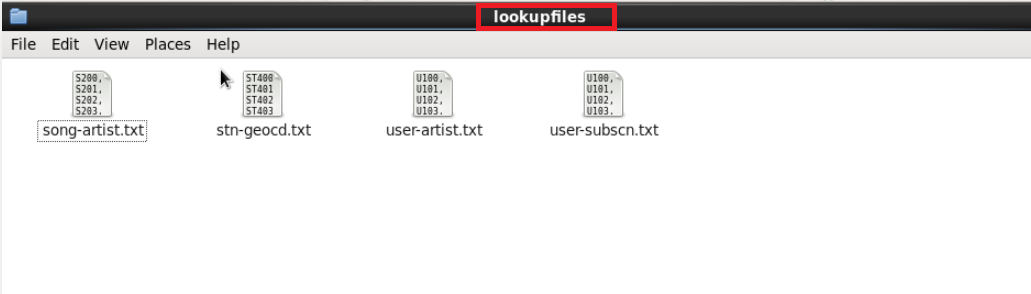 lookupfiles
File Edit View Places Help
S200,
S201,
S202,
S203.
song-artist.txt
ST400
ST401
ST402
ST403
stn-geocd.txt
U100,
U101,
U102,
U103.
user-artist.txt
U100,
U101,
U102,
U103.
user-subscn.txt